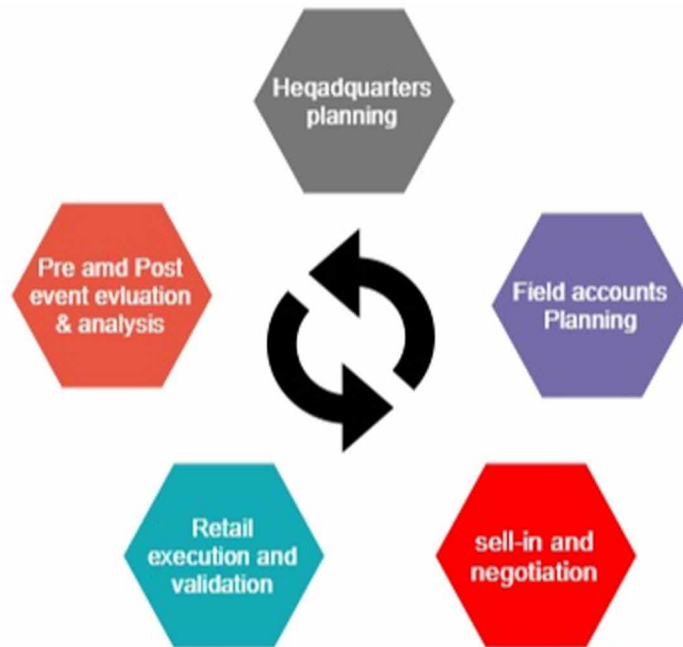 Heqadquarters
planning
Field accounts
Planning
sell-in and
negotiation
Retail
execution and
validation
Pre amd Post
event evluation
& analysis